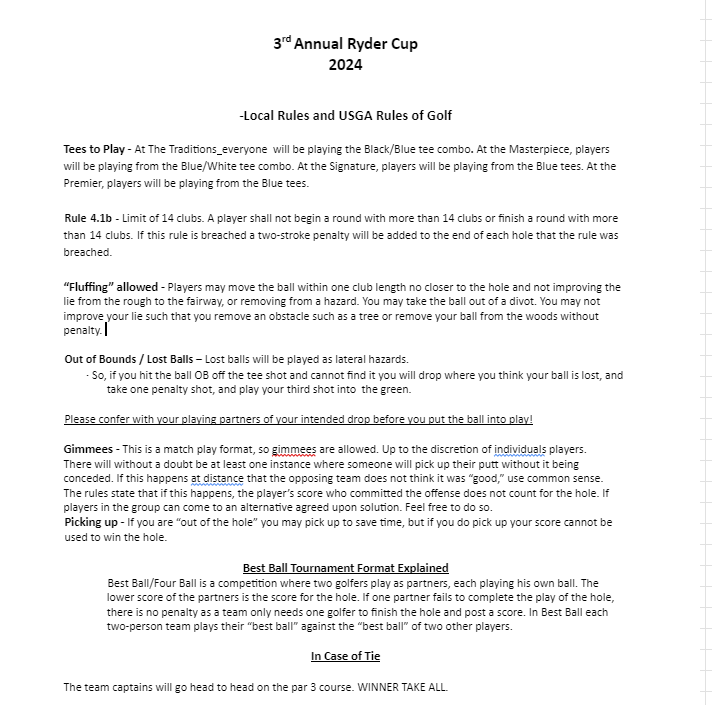 3rd Annual Ryder Cup
2024
-Local Rules and USGA Rules of Golf
Tees to Play - At The Traditions everyone  will be playing the Black/Blue tee combo. At the Masterpiece, players
will be playing from the Blue/White tee combo. At the Signature, players will be playing from the Blue tees. At the
Premier, players will be playing from the Blue tees.
Rule 4.1b - Limit of 14 clubs. A player shall not begin a round with more than 14 clubs or finish a round with more
than 14 clubs. If this rule is breached a two-stroke penalty will be added to the end of each hole that the rule was
breached.
“Fluffing” allowed - Players may move the ball within one club length no closer to the hole and not improving the
lie from the rough to the fairway, or removing from a hazard. You may take the ball out of a divot. You may not
improve your lie such that you remove an obstacle such as a tree or remove your ball from the woods without
penalty.
Out of Bounds / Lost Balls – Lost balls will be played as lateral hazards.
· So, if you hit the ball OB off the tee shot and cannot find it you will drop where you think your ball is lost, and
take one penalty shot, and play your third shot into  the green.
Please confer with your playing partners of your intended drop before you put the ball into play!
Gimmees - This is a match play format, so gimmees are allowed. Up to the discretion of individuals players.
There will without a doubt be at least one instance where someone will pick up their putt without it being
conceded. If this happens at distance that the opposing team does not think it was “good,” use common sense.
The rules state that if this happens, the player’s score who committed the offense does not count for the hole. If
players in the group can come to an alternative agreed upon solution. Feel free to do so.
Picking up - If you are “out of the hole” you may pick up to save time, but if you do pick up your score cannot be
used to win the hole.
Best Ball Tournament Format Explained
Best Ball/Four Ball is a competition where two golfers play as partners, each playing his own ball. The
lower score of the partners is the score for the hole. If one partner fails to complete the play of the hole,
there is no penalty as a team only needs one golfer to finish the hole and post a score. In Best Ball each
two-person team plays their “best ball” against the “best ball” of two other players.
In Case of Tie
The team captains will go head to head on the par 3 course. WINNER TAKE ALL.